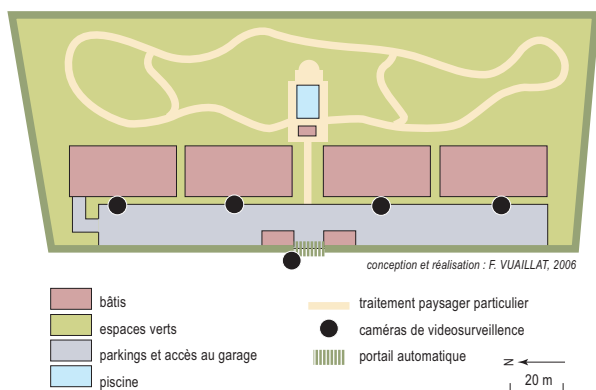 conception et réalisation : F. VUAILLAT, 2006
bâtis
espaces verts
parkings et accès au garage
piscine
traitement paysager particulier
caméras de videosurveillance
portail automatique
N
20 m